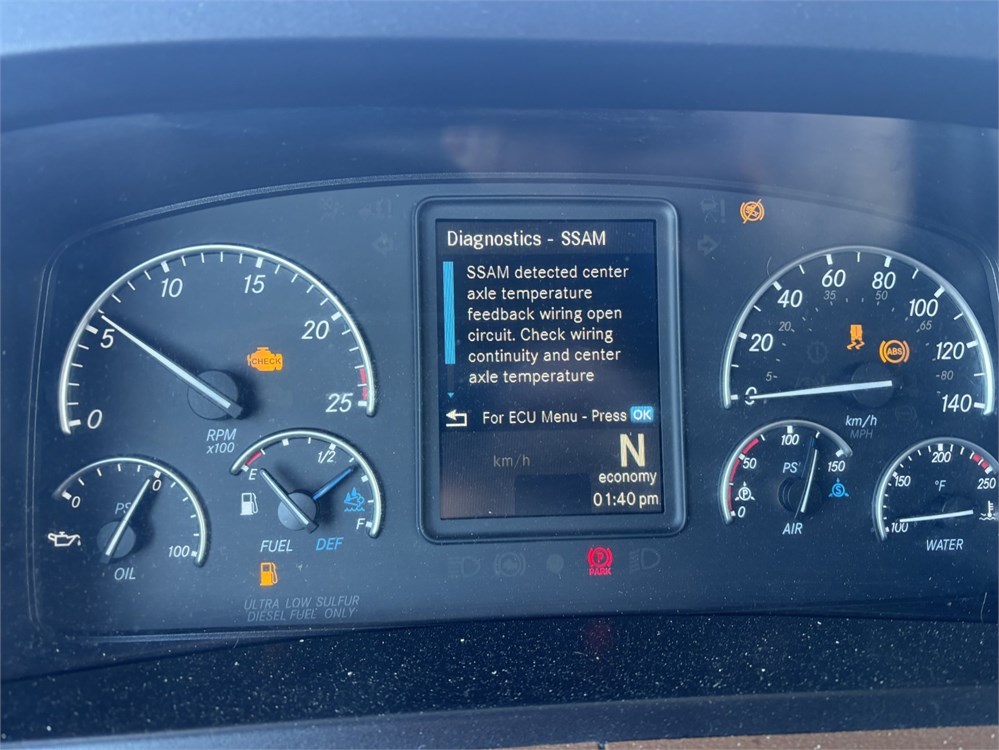 Diagnostics - SSAM
SSAM detected center
axle temperature
feedback wiring open
circuit. Check wiring
continuity and center
axle temperature
For ECU Menu - Press OK
km/h
N
economy
01:40 pm
0
5
10
15
20
25
RPM
x100
CHECK
0
100
OIL
E
1/2
F
FUEL
DEF
ULTRA LOW SULFUR
DIESEL FUEL ONLY
P
PARK
20
40
60
80
100
120
140
5
20
35
50
65
80
km/h
MPH
ABS
0
50
100
150
PSI
P
S
AIR
100
150
200
250
°F
WATER